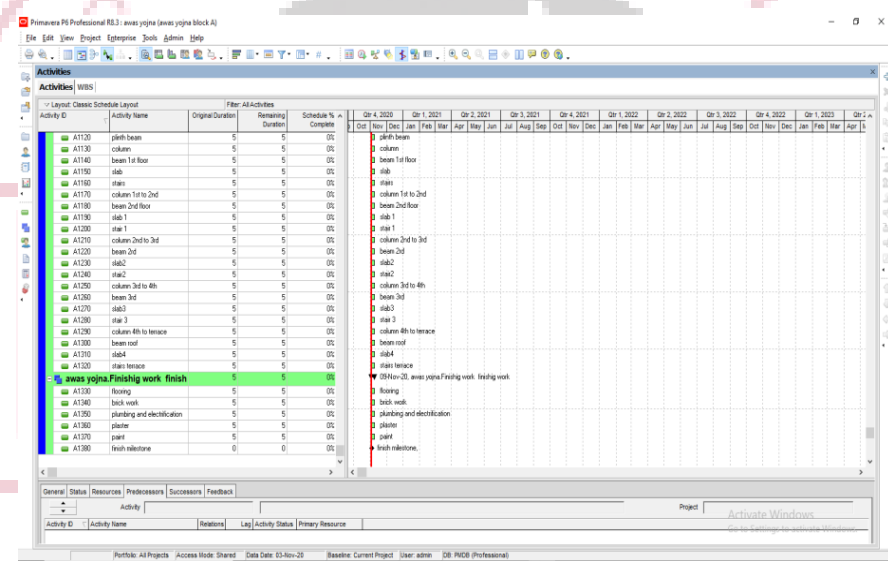 Primavera P6 Professional R8.3 : awas yojna (awas yojna block A)
File Edit View Project Enterprise Tools Admin Help
Activities
Activities WBS
Layout: Classic Schedule Layout Filter: All Activities
Activity ID Activity Name Original Duration Remaining Duration Schedule % Complete Qtr 4, 2020 Qtr 1, 2021 Qtr 2, 2021 Qtr 3, 2021 Qtr 4, 2021 Qtr 1, 2022 Qtr 2, 2022 Qtr 3, 2022 Qtr 4, 2022 Qtr 1, 2023 Qtr 2
Oct Nov Dec Jan Feb Mar Apr May Jun Jul Aug Sep Oct Nov Dec Jan Feb Mar Apr May Jun Jul Aug Sep Oct Nov Dec Jan Feb Mar Apr
A1120 plinth beam 5 5 0% plinth beam
A1130 column 5 5 0% column
A1140 beam 1st floor 5 5 0% beam 1st floor
A1150 slab 5 5 0% slab
A1160 stairs 5 5 0% stairs
A1170 column 1st to 2nd 5 5 0% column 1st to 2nd
A1180 beam 2nd floor 5 5 0% beam 2nd floor
A1190 slab 1 5 5 0% slab 1
A1200 stair 1 5 5 0% stair 1
A1210 column 2nd to 3rd 5 5 0% column 2nd to 3rd
A1220 beam 2rd 5 5 0% beam 2rd
A1230 slab2 5 5 0% slab2
A1240 stair2 5 5 0% stair2
A1250 column 3rd to 4th 5 5 0% column 3rd to 4th
A1260 beam 3rd 5 5 0% beam 3rd
A1270 slab3 5 5 0% slab3
A1280 stair 3 5 5 0% stair 3
A1290 column 4th to terrace 5 5 0% column 4th to terrace
A1300 beam roof 5 5 0% beam roof
A1310 slab4 5 5 0% slab4
A1320 stairs terrace 5 5 0% stairs terrace
awas yojna.Finishig work finish 5 5 0% 09-Nov-20, awas yojna.Finishig work finishig work
A1330 flooring 5 5 0% flooring
A1340 brick work 5 5 0% brick work
A1350 plumbing and electrification 5 5 0% plumbing and electrification
A1360 plaster 5 5 0% plaster
A1370 paint 5 5 0% paint
A1380 finish milestone 0 0 0% finish milestone,
General Status Resources Predecessors Successors Feedback
Activity Project
Activity ID Activity Name Relations Lag Activity Status Primary Resource
Activate Windows
Go to Settings to activate Windows.
Portfolio: All Projects Access Mode: Shared Data Date: 03-Nov-20 Baseline: Current Project User: admin DB: PMDB (Professional)